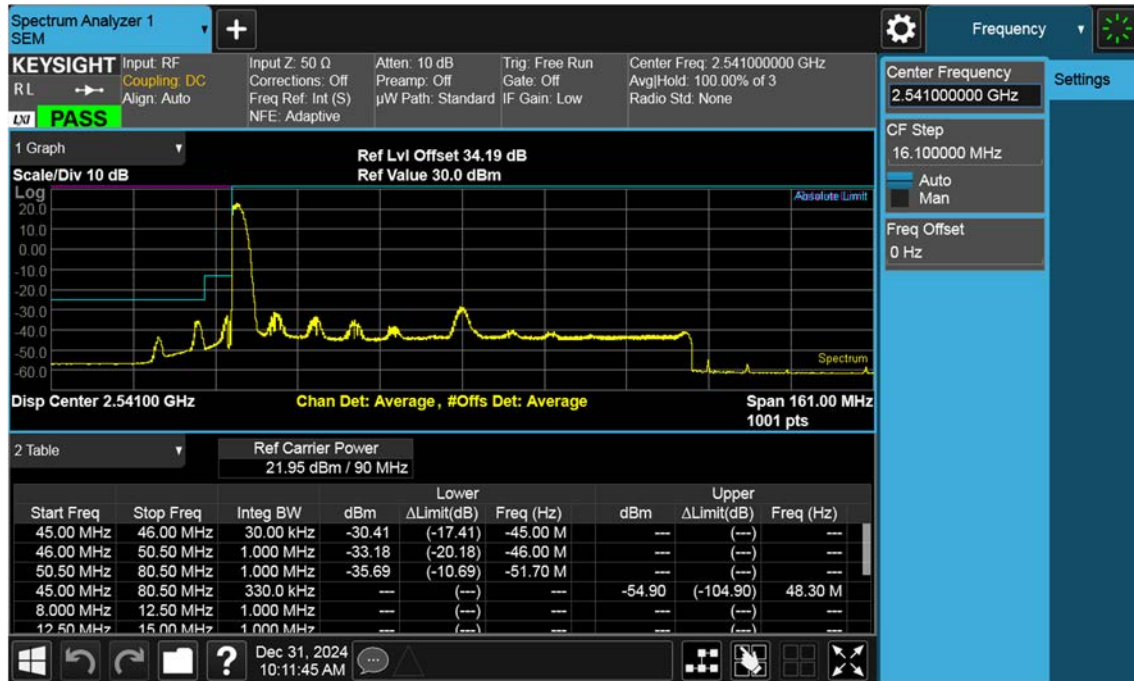 Spectrum Analyzer 1
SEM
Frequency
KEYSIGHT
RL
LXI PASS
Input: RF
Coupling: DC
Align: Auto
Input Z: 50 Ω
Corrections: Off
Freq Ref: Int (S)
NFE: Adaptive
Atten: 10 dB
Preamp: Off
µW Path: Standard
Trig: Free Run
Gate: Off
IF Gain: Low
Center Freq: 2.541000000 GHz
Avg|Hold: 100.00% of 3
Radio Std: None
Center Frequency
2.541000000 GHz
Settings
CF Step
16.100000 MHz
Auto
Man
Freq Offset
0 Hz
1 Graph
Scale/Div 10 dB
Ref Lvl Offset 34.19 dB
Ref Value 30.0 dBm
Log
20.0
10.0
0.00
-10.0
-20.0
-30.0
-40.0
-50.0
-60.0
Absolute Limit
Spectrum
Disp Center 2.54100 GHz
Chan Det: Average, #Offs Det: Average
Span 161.00 MHz
1001 pts
2 Table
Ref Carrier Power
21.95 dBm / 90 MHz
Lower Upper
Start Freq Stop Freq Integ BW dBm ΔLimit(dB) Freq (Hz) dBm ΔLimit(dB) Freq (Hz)
45.00 MHz 46.00 MHz 30.00 kHz -30.41 (-17.41) -45.00 M --- (---) ---
46.00 MHz 50.50 MHz 1.000 MHz -33.18 (-20.18) -46.00 M --- (---) ---
50.50 MHz 80.50 MHz 1.000 MHz -35.69 (-10.69) -51.70 M --- (---) ---
45.00 MHz 80.50 MHz 330.0 kHz --- (---) --- -54.90 (-104.90) 48.30 M
8.000 MHz 12.50 MHz 1.000 MHz --- (---) --- --- (---) ---
12.50 MHz 15.00 MHz 1.000 MHz --- (---) --- --- (---) ---
?
Dec 31, 2024
10:11:45 AM